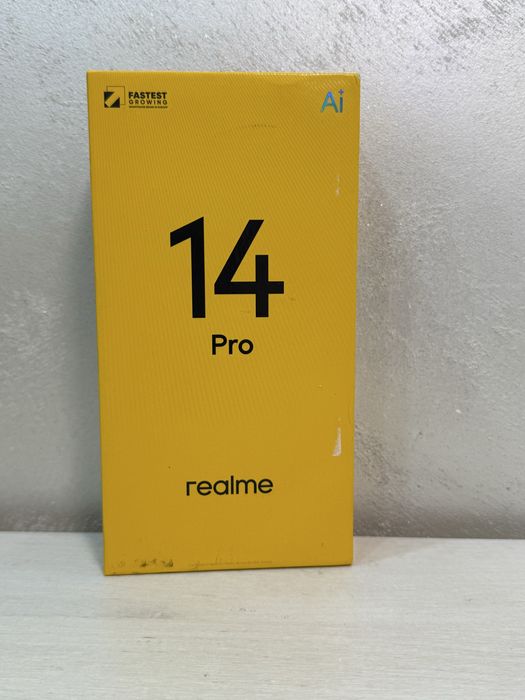 FASTEST
GROWING
Ai+
14
Pro
realme